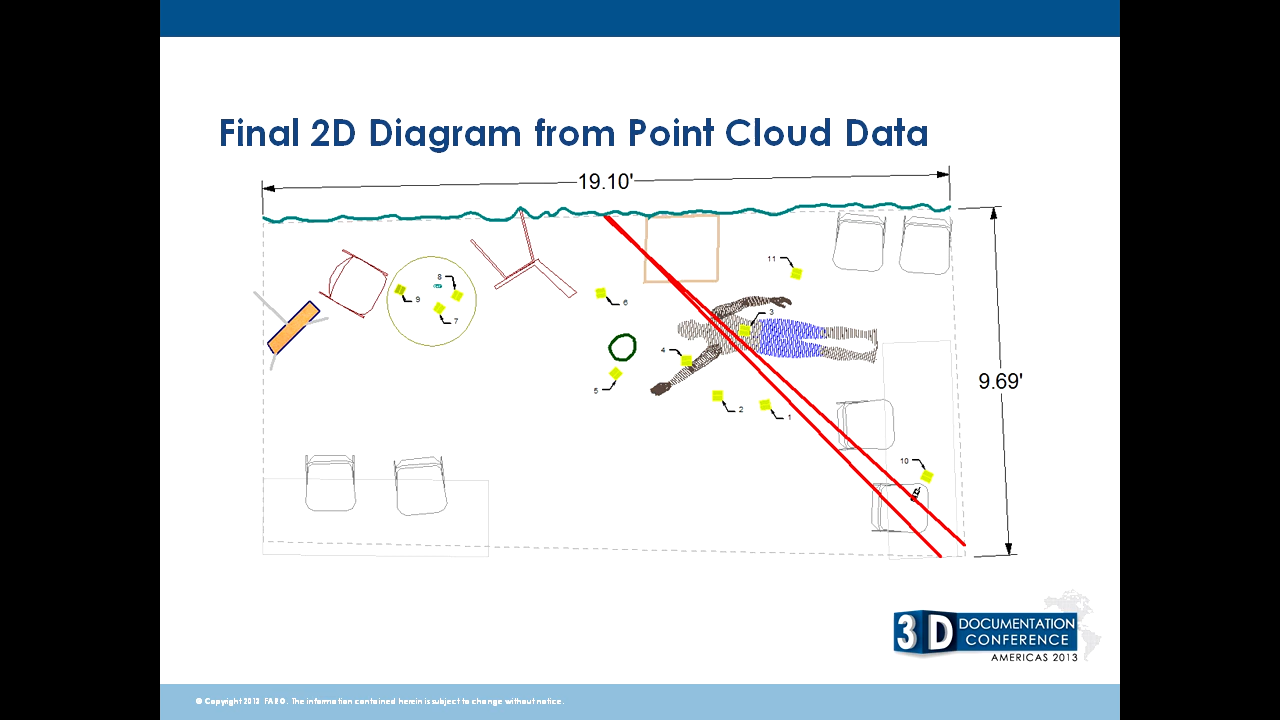 Final 2D Diagram from Point Cloud Data
19.10'
11
8
9
7
6
3
4
9.69'
5
2
1
10
3D DOCUMENTATION
CONFERENCE
AMERICAS 2013
© Copyright 2013 FARO. The information contained herein is subject to change without notice.